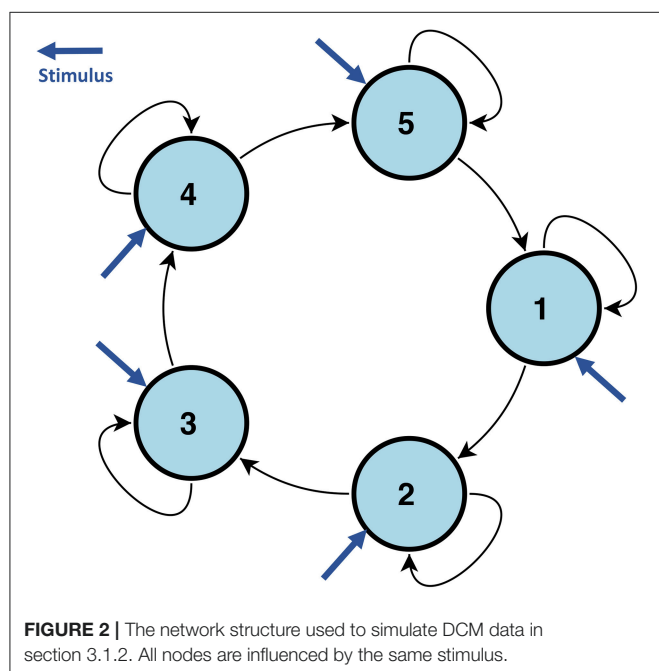 Stimulus
5
4
1
3
2
FIGURE 2 | The network structure used to simulate DCM data in
section 3.1.2. All nodes are influenced by the same stimulus.